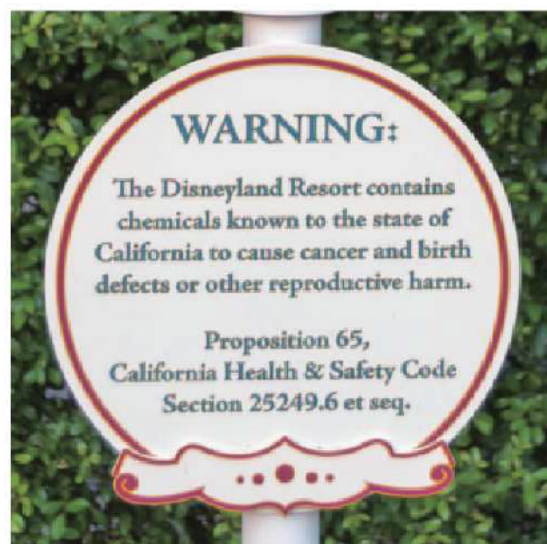 WARNING:
The Disneyland Resort contains
chemicals known to the state of
California to cause cancer and birth
defects or other reproductive harm.
Proposition 65,
California Health & Safety Code
Section 25249.6 et seq.